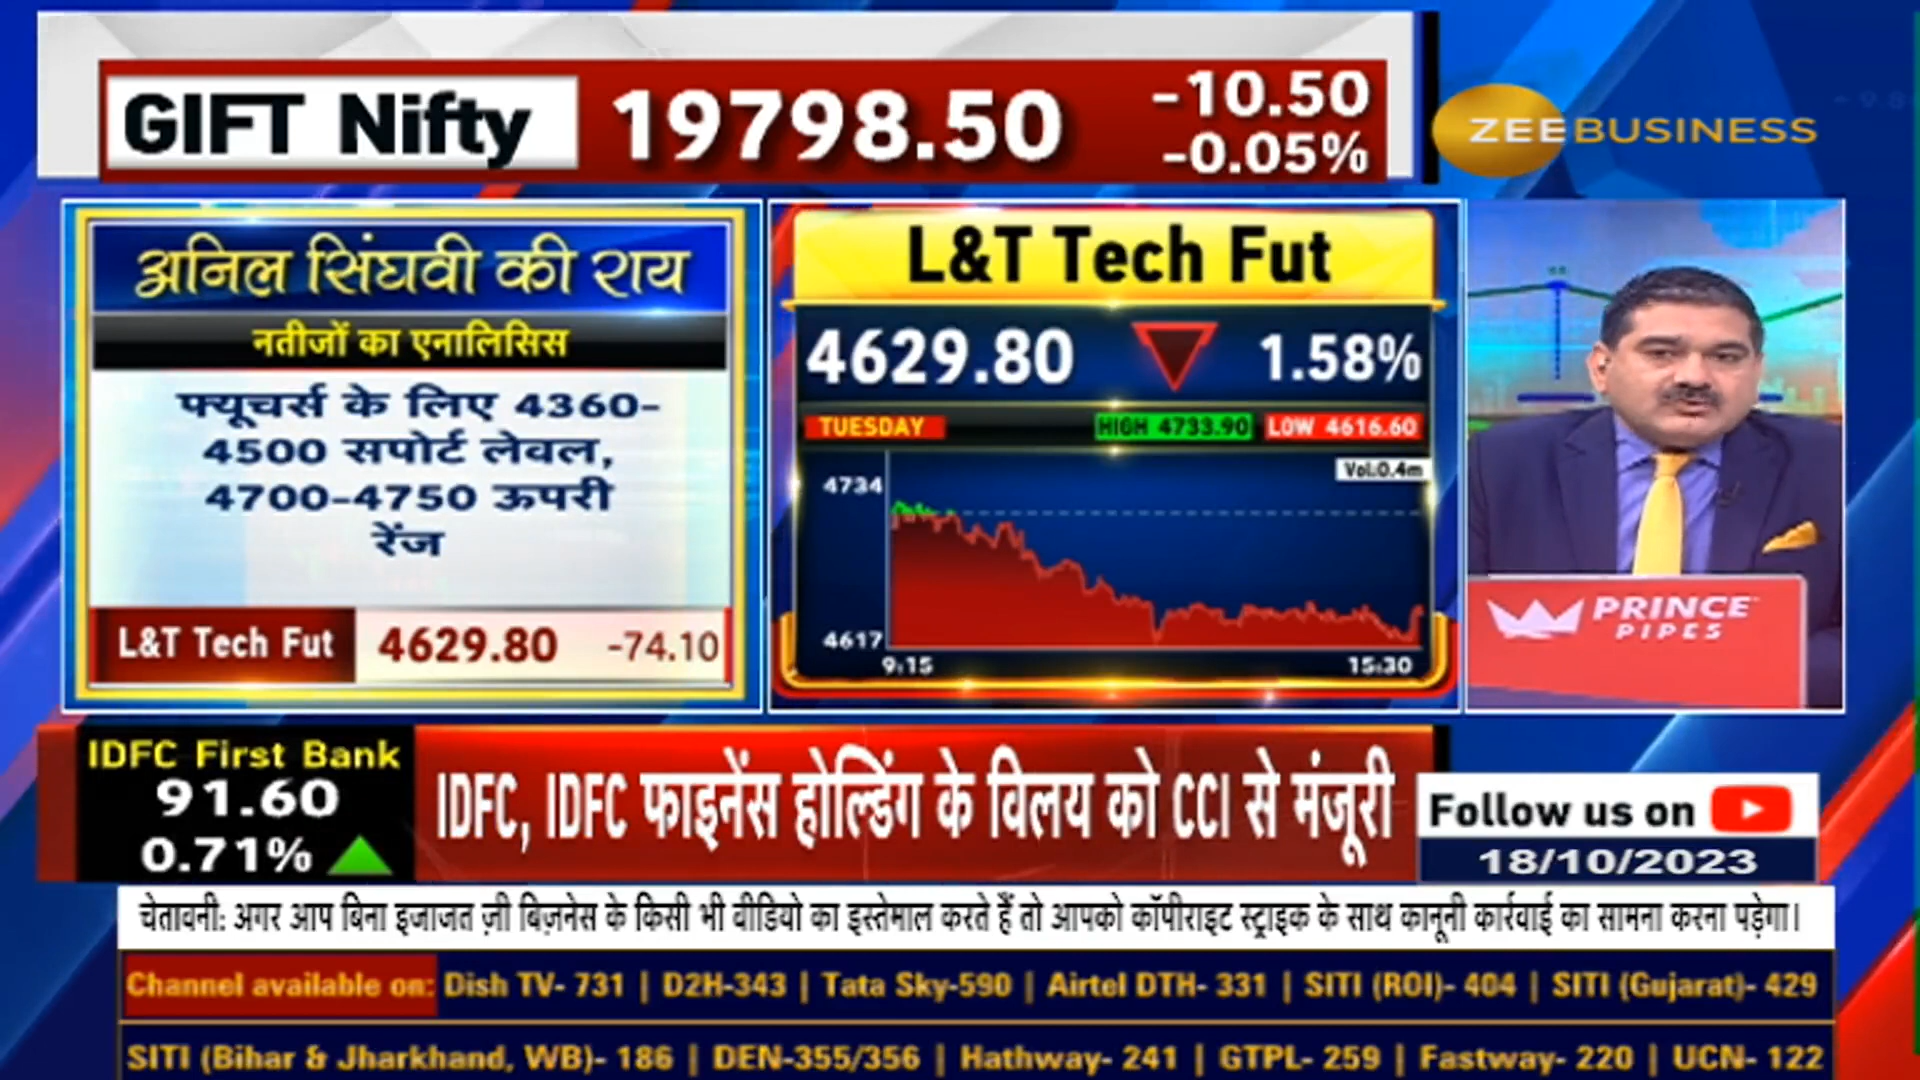 GIFT Nifty 19798.50 -10.50
-0.05%
ZEEBUSINESS
अनिल सिंघवी की राय
नतीजों का एनालिसिस
फ्यूचर्स के लिए 4360-
4500 सपोर्ट लेवल,
4700-4750 ऊपरी
रेंज
L&T Tech Fut 4629.80 -74.10
L&T Tech Fut
4629.80 1.58%
TUESDAY HIGH 4733.90 LOW 4616.60
Vol:0.4m
4734
4617
9:15 15:30
PRINCE
PIPES
IDFC First Bank
91.60
0.71%
IDFC, IDFC फाइनेंस होल्डिंग के विलय को CCI से मंजूरी
Follow us on
18/10/2023
चेतावनी: अगर आप बिना इजाजत ज़ी बिज़नेस के किसी भी वीडियो का इस्तेमाल करते हैं तो आपको कॉपीराइट स्ट्राइक के साथ कानूनी कार्रवाई का सामना करना पड़ेगा।
Channel available on: Dish TV- 731 | D2H-343 | Tata Sky-590 | Airtel DTH- 331 | SITI (ROI)- 404 | SITI (Gujarat)- 429
SITI (Bihar & Jharkhand, WB)- 186 | DEN-355/356 | Hathway- 241 | GTPL- 259 | Fastway- 220 | UCN- 122